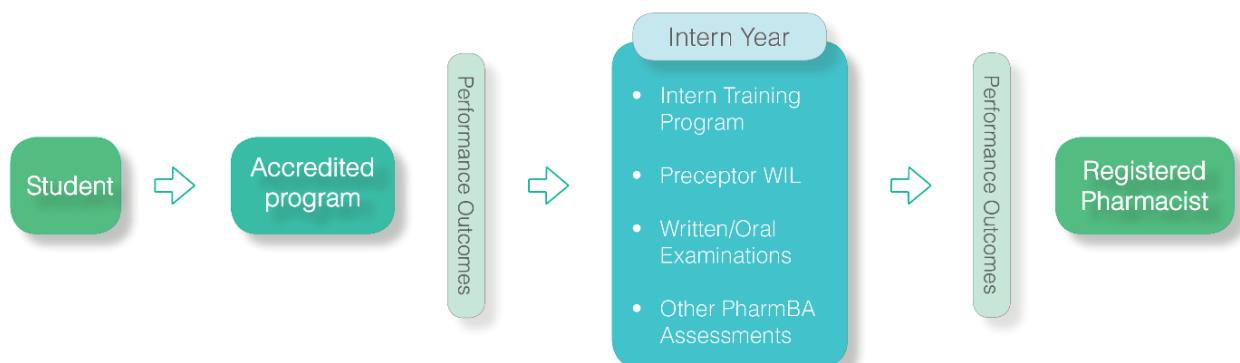 Student
Accredited
program
Performance Outcomes
Intern Year
• Intern Training
Program
• Preceptor WIL
• Written/Oral
Examinations
• Other PharmBA
Assessments
Performance Outcomes
Registered
Pharmacist